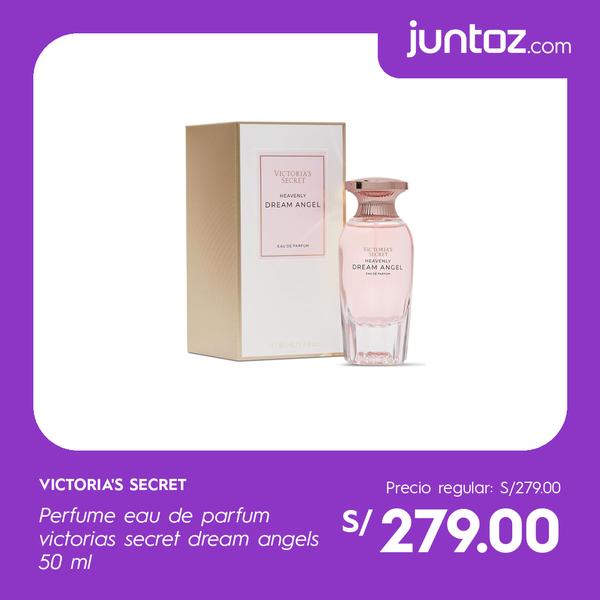 juntoz.com
VICTORIA'S
SECRET
HEAVENLY
DREAM ANGEL
EAU DE PARFUM
VICTORIA'S
SECRET
HEAVENLY
DREAM ANGEL
EAU DE PARFUM
VICTORIA'S SECRET
Perfume eau de parfum
victorias secret dream angels
50 ml
Precio regular: S/279.00
S/ 279.00